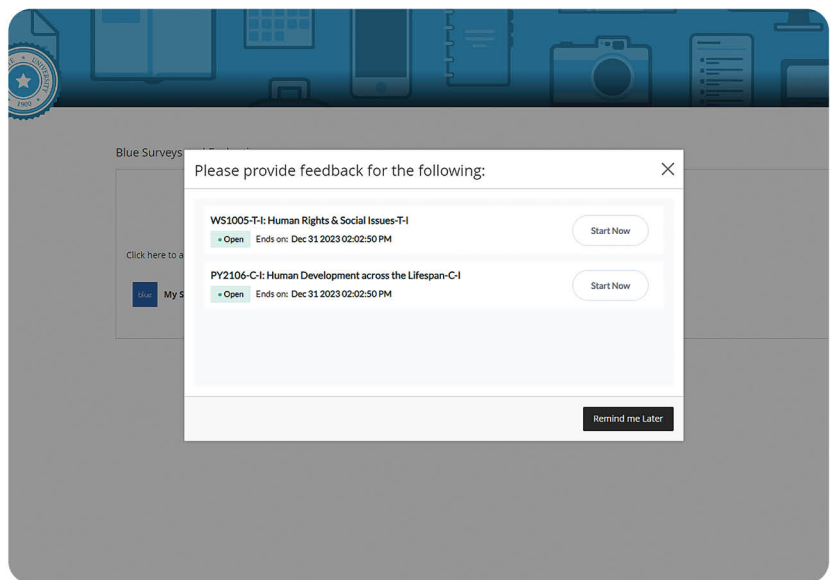 UNIVERSITY
1900
Blue Surveys
Please provide feedback for the following:
WS1005-T-I: Human Rights & Social Issues-T-I
Open Ends on: Dec 31 2023 02:02:50 PM
Start Now
PY2106-C-I: Human Development across the Lifespan-C-I
Open Ends on: Dec 31 2023 02:02:50 PM
Start Now
Click here to a
blue My S
Remind me Later